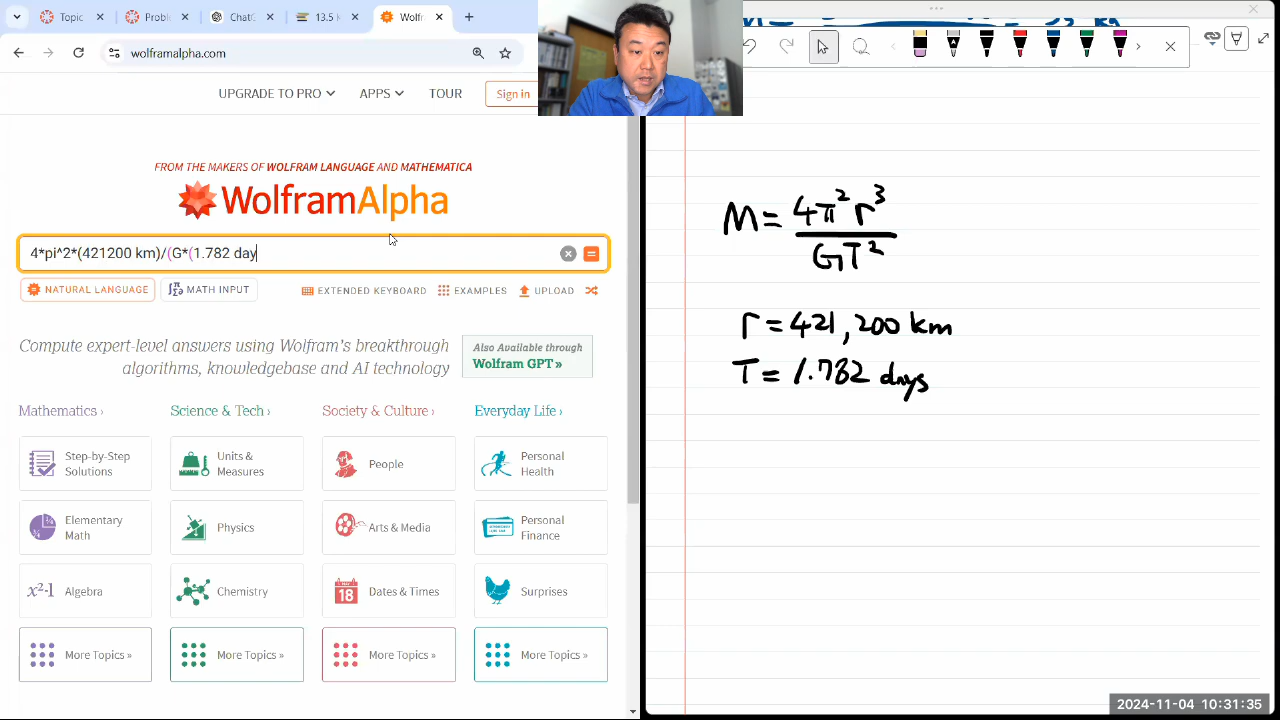 Topic
Probl
13.5
Wolfr
wolframalp
UPGRADE TO PRO
APPS
TOUR
Sign in
FROM THE MAKERS OF WOLFRAM LANGUAGE AND MATHEMATICA
WolframAlpha
4*pi^2*(421200 km)/(G*(1.782 day
NATURAL LANGUAGE
MATH INPUT
EXTENDED KEYBOARD
EXAMPLES
UPLOAD
Compute expert-level answers using Wolfram's breakthrough
algorithms, knowledgebase and AI technology
Also Available through
Wolfram GPT »
Mathematics ›
Science & Tech ›
Society & Culture ›
Everyday Life ›
Step-by-Step
Solutions
Units &
Measures
People
Personal
Health
Elementary
Math
Physics
Arts & Media
Personal
Finance
x²-1
Algebra
Chemistry
MAY
18
Dates & Times
Surprises
More Topics »
More Topics »
More Topics »
More Topics »
M = 4π²r³
GT²
r = 421,200 km
T = 1.782 days
2024-11-04 10:31:35